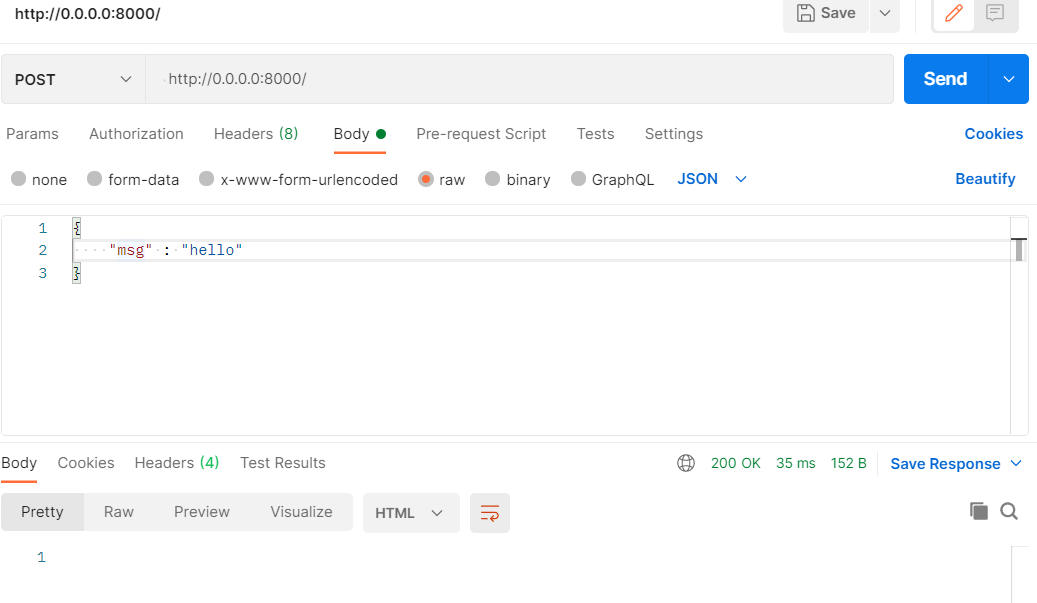 http://0.0.0.0:8000/ Save
POST http://0.0.0.0:8000/ Send
Params Authorization Headers (8) Body Pre-request Script Tests Settings Cookies
none form-data x-www-form-urlencoded raw binary GraphQL JSON Beautify
1 {
2 "msg" : "hello"
3 }
Body Cookies Headers (4) Test Results 200 OK 35 ms 152 B Save Response
Pretty Raw Preview Visualize HTML
1